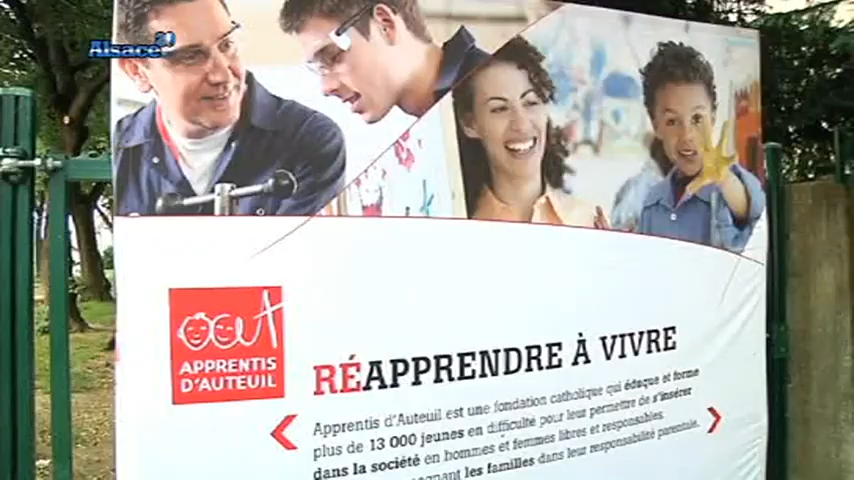 Alsace 20
oaut
APPRENTIS
D'AUTEUIL
RÉAPPRENDRE À VIVRE
Apprentis d'Auteuil est une fondation catholique qui éduque et forme
plus de 13 000 jeunes en difficulté pour leur permettre de s'insérer
dans la société en hommes et femmes libres et responsables.
les familles dans leur responsabilité parentale.